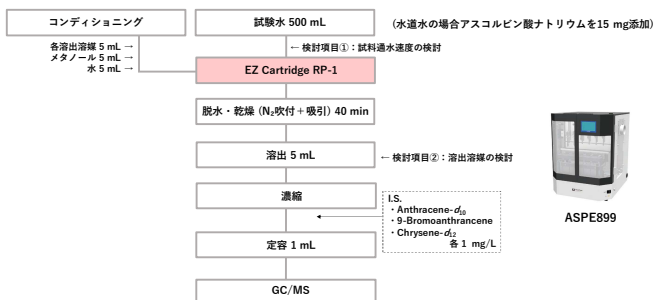 コンディショニング
試験水 500 mL
（水道水の場合アスコルビン酸ナトリウムを15 mg添加）
各溶出溶媒 5 mL →
メタノール 5 mL →
水 5 mL →
← 検討項目①：試料通水速度の検討
EZ Cartridge RP-1
脱水・乾燥 (N₂吹付＋吸引) 40 min
溶出 5 mL
← 検討項目②：溶出溶媒の検討
濃縮
I.S.
・Anthracene-d₁₀
・9-Bromoanthrancene
・Chrysene-d₁₂
各 1 mg/L
定容 1 mL
GC/MS
ASPE899